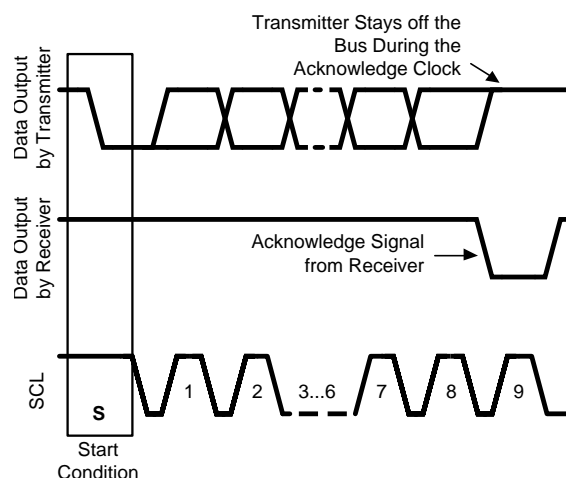 Transmitter Stays off the
Bus During the
Acknowledge Clock
Data Output
by Transmitter
Data Output
by Receiver
Acknowledge Signal
from Receiver
SCL
1
2
3...6
7
8
9
S
Start
Condition